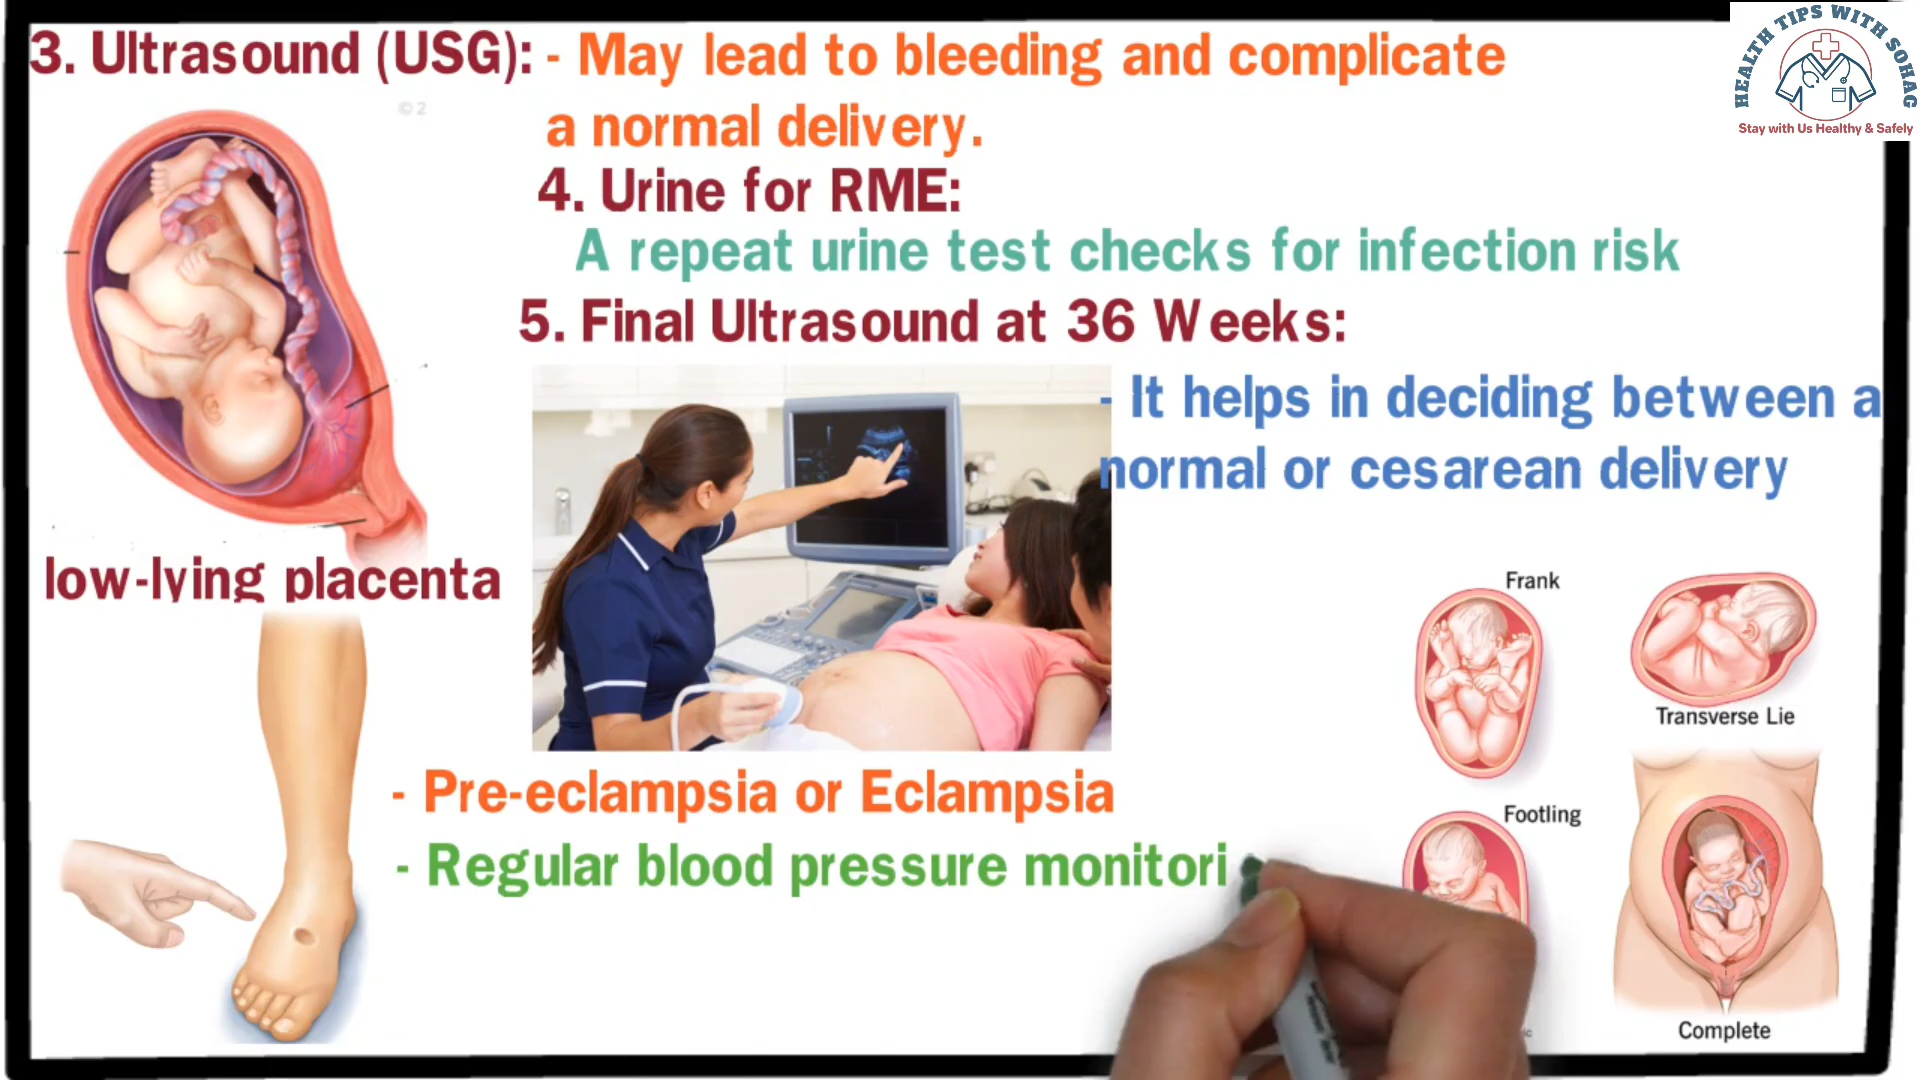 3. Ultrasound (USG): - May lead to bleeding and complicate
a normal delivery.
HEALTH TIPS WITH SOHAG
Stay with Us Healthy & Safely
© 2
4. Urine for RME:
A repeat urine test checks for infection risk
5. Final Ultrasound at 36 Weeks:
- It helps in deciding between a
normal or cesarean delivery
low-lying placenta
Frank
Transverse Lie
- Pre-eclampsia or Eclampsia
Footling
- Regular blood pressure monitori
Complete